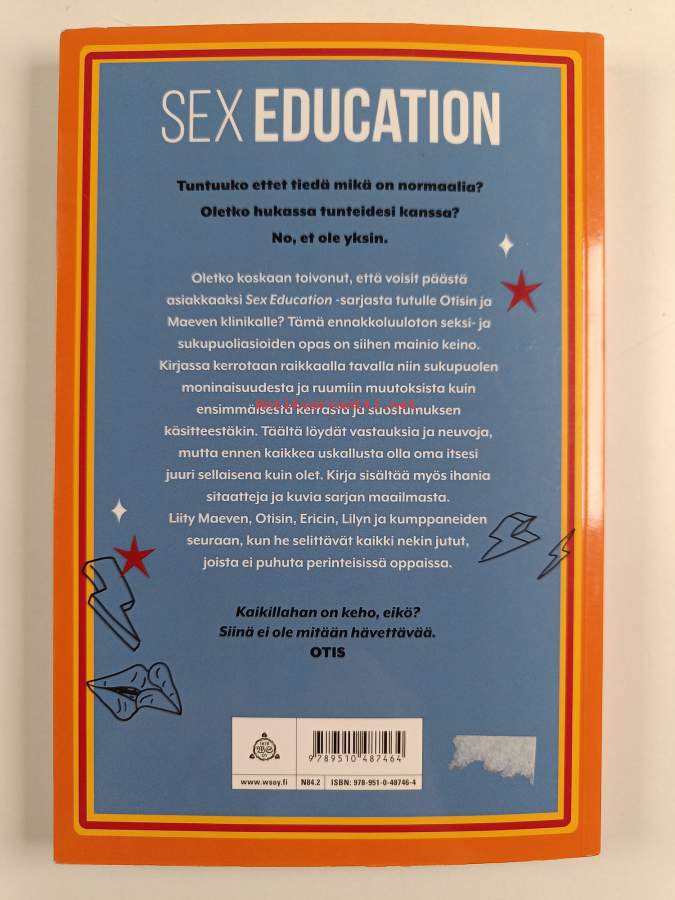 SEX EDUCATION
Tuntuuko ettet tiedä mikä on normaalia?
Oletko hukassa tunteidesi kanssa?
No, et ole yksin.
Oletko koskaan toivonut, että voisit päästä
asiakkaaksi Sex Education -sarjasta tutulle Otisin ja
Maeven klinikalle? Tämä ennakkoluuloton seksi- ja
sukupuoliasioiden opas on siihen mainio keino.
Kirjassa kerrotaan raikkaalla tavalla niin sukupuolen
moninaisuudesta ja ruumiin muutoksista kuin
ensimmäisestä kerrasta ja suostumuksen
käsitteestäkin. Täältä löydät vastauksia ja neuvoja,
mutta ennen kaikkea uskallusta olla oma itsesi
juuri sellaisena kuin olet. Kirja sisältää myös ihania
sitaatteja ja kuvia sarjan maailmasta.
Liity Maeven, Otisin, Ericin, Lilyn ja kumppaneiden
seuraan, kun he selittävät kaikki nekin jutut,
joista ei puhuta perinteisissä oppaissa.
Kaikillahan on keho, eikö?
Siinä ei ole mitään hävettävää.
OTIS
9 789510 487464
www.wsoy.fi N84.2 ISBN: 978-951-0-48746-4